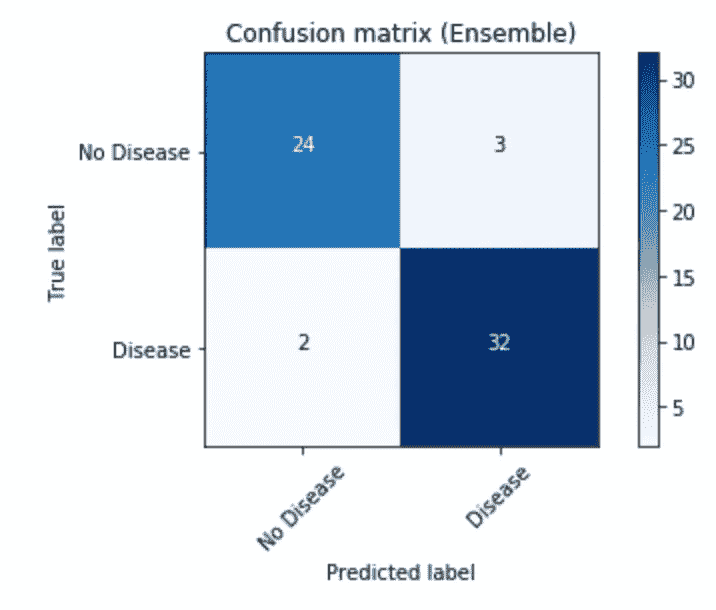 Confusion matrix (Ensemble)
True label
No Disease
24
3
Disease
2
32
No Disease
Disease
Predicted label
30
25
20
15
10
5